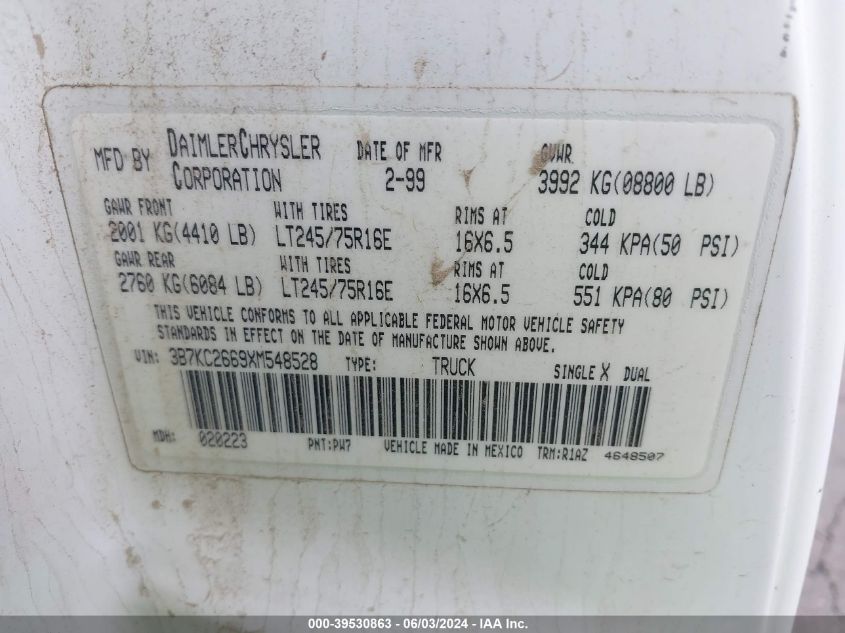 MFD BY DAIMLERCHRYSLER CORPORATION DATE OF MFR 2-99 GVWR 3992 KG(08800 LB)
GAWR FRONT WITH TIRES RIMS AT COLD
2001 KG(4410 LB) LT245/75R16E 16X6.5 344 KPA(50 PSI)
GAWR REAR WITH TIRES RIMS AT COLD
2760 KG(6084 LB) LT245/75R16E 16X6.5 551 KPA(80 PSI)
THIS VEHICLE CONFORMS TO ALL APPLICABLE FEDERAL MOTOR VEHICLE SAFETY
STANDARDS IN EFFECT ON THE DATE OF MANUFACTURE SHOWN ABOVE.
VIN: 3B7KC2669XM548528 TYPE: TRUCK SINGLE X DUAL
MDH: 020223 PNT:PW7 VEHICLE MADE IN MEXICO TRM:R1AZ 4648507
000-39530863 - 06/03/2024 - IAA Inc.